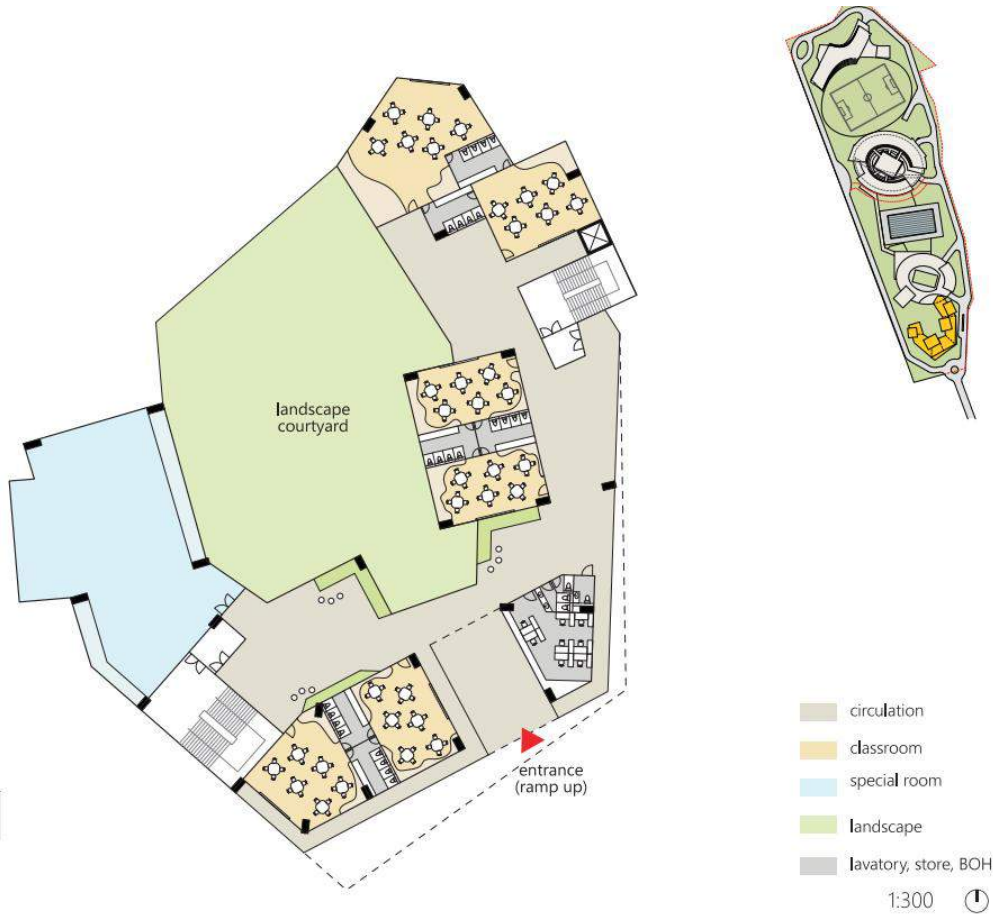 landscape
courtyard
entrance
(ramp up)
circulation
classroom
special room
landscape
lavatory, store, BOH
1:300